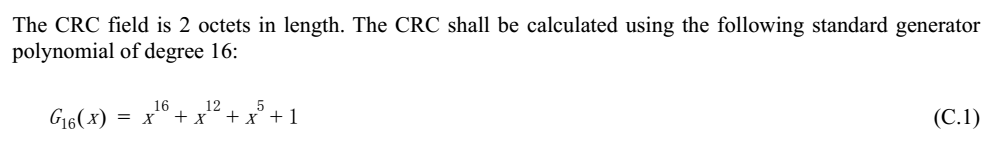 The CRC field is 2 octets in length. The CRC shall be calculated using the following standard generator
polynomial of degree 16:
G₁₆(x) = x¹⁶ + x¹² + x⁵ + 1 (C.1)